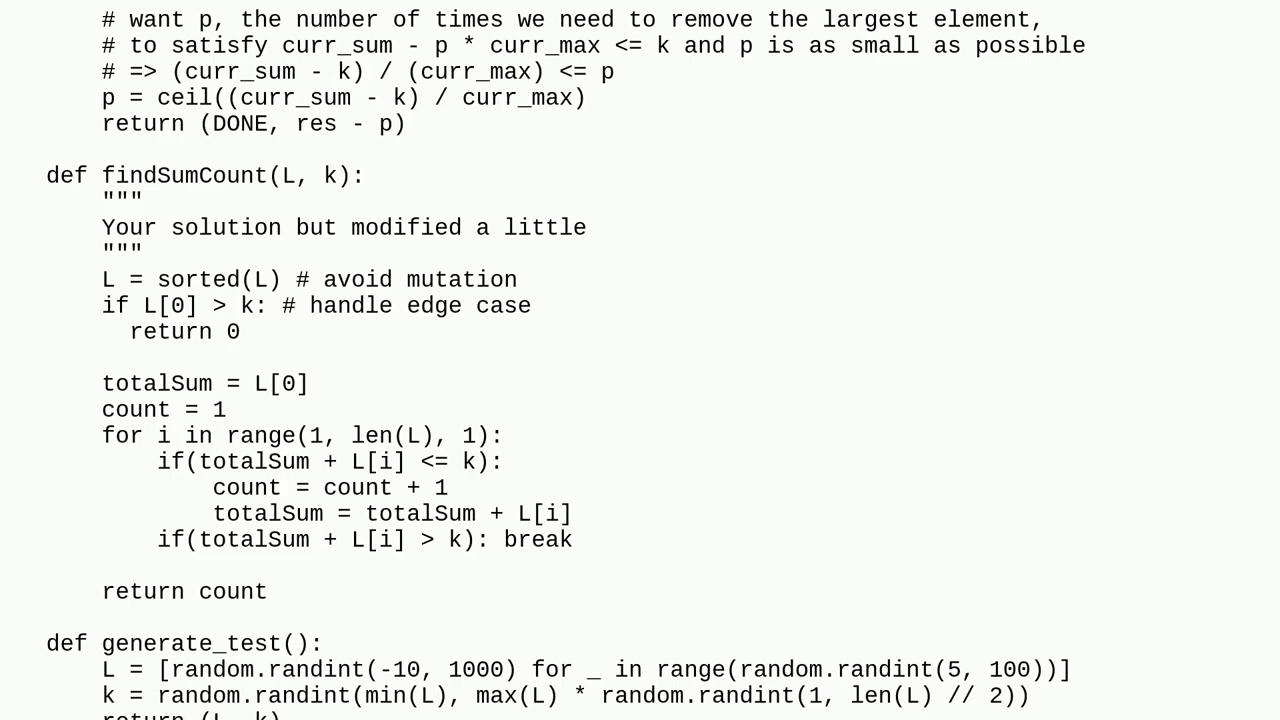 # want p, the number of times we need to remove the largest element,
# to satisfy curr_sum - p * curr_max <= k and p is as small as possible
# => (curr_sum - k) / (curr_max) <= p
p = ceil((curr_sum - k) / curr_max)
return (DONE, res - p)
def findSumCount(L, k):
"""
Your solution but modified a little
"""
L = sorted(L) # avoid mutation
if L[0] > k: # handle edge case
return 0
totalSum = L[0]
count = 1
for i in range(1, len(L), 1):
if(totalSum + L[i] <= k):
count = count + 1
totalSum = totalSum + L[i]
if(totalSum + L[i] > k): break
return count
def generate_test():
L = [random.randint(-10, 1000) for _ in range(random.randint(5, 100))]
k = random.randint(min(L), max(L) * random.randint(1, len(L) // 2))
return (L, k)